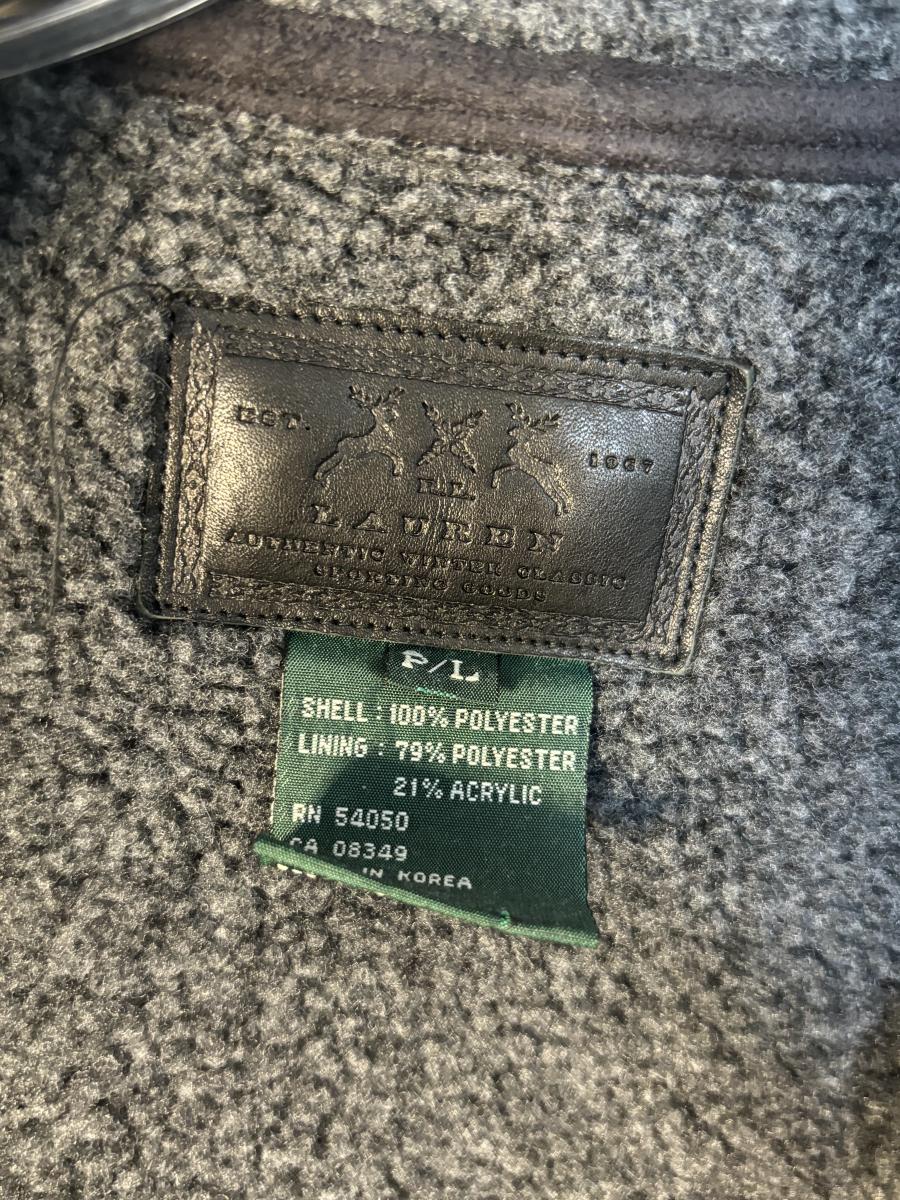 EST. 1967
R.L.
LAUREN
AUTHENTIC WINTER CLASSIC
SPORTING GOODS
P/L
SHELL : 100% POLYESTER
LINING : 79% POLYESTER
21% ACRYLIC
RN 54050
CA 08349
IN KOREA